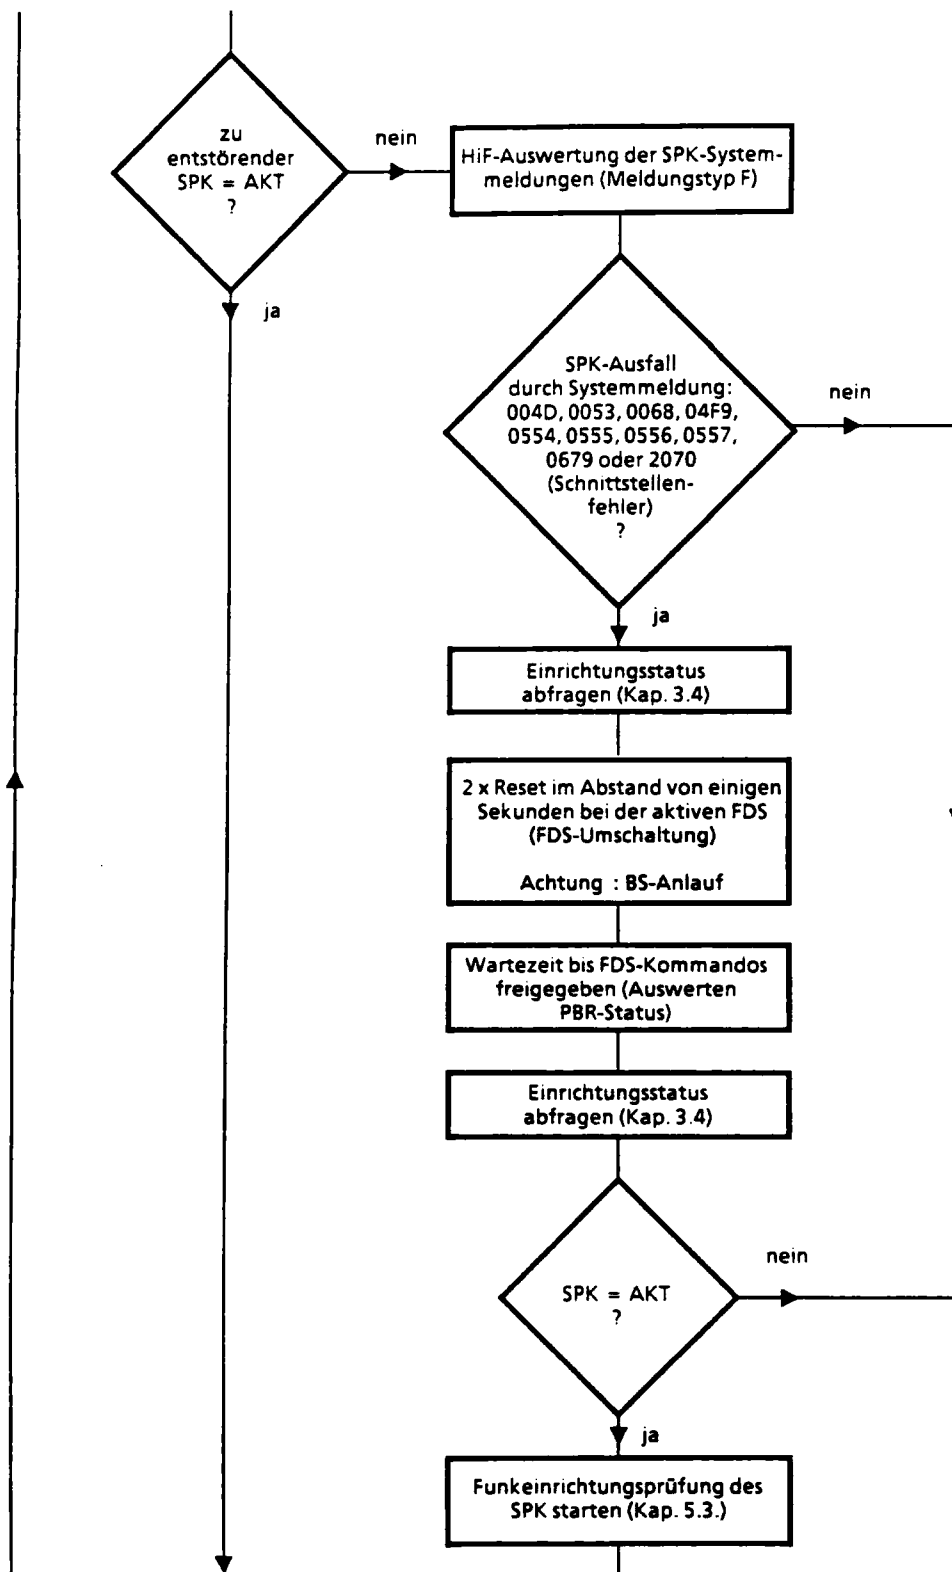 zu
entstörender
SPK = AKT
?
nein
HiF-Auswertung der SPK-System-
meldungen (Meldungstyp F)
ja
SPK-Ausfall
durch Systemmeldung:
004D, 0053, 0068, 04F9,
0554, 0555, 0556, 0557,
0679 oder 2070
(Schnittstellen-
fehler)
?
nein
ja
Einrichtungsstatus
abfragen (Kap. 3.4)
2 x Reset im Abstand von einigen
Sekunden bei der aktiven FDS
(FDS-Umschaltung)
Achtung : BS-Anlauf
Wartezeit bis FDS-Kommandos
freigegeben (Auswerten
PBR-Status)
Einrichtungsstatus
abfragen (Kap. 3.4)
SPK = AKT
?
nein
ja
Funkeinrichtungsprüfung des
SPK starten (Kap. 5.3.)